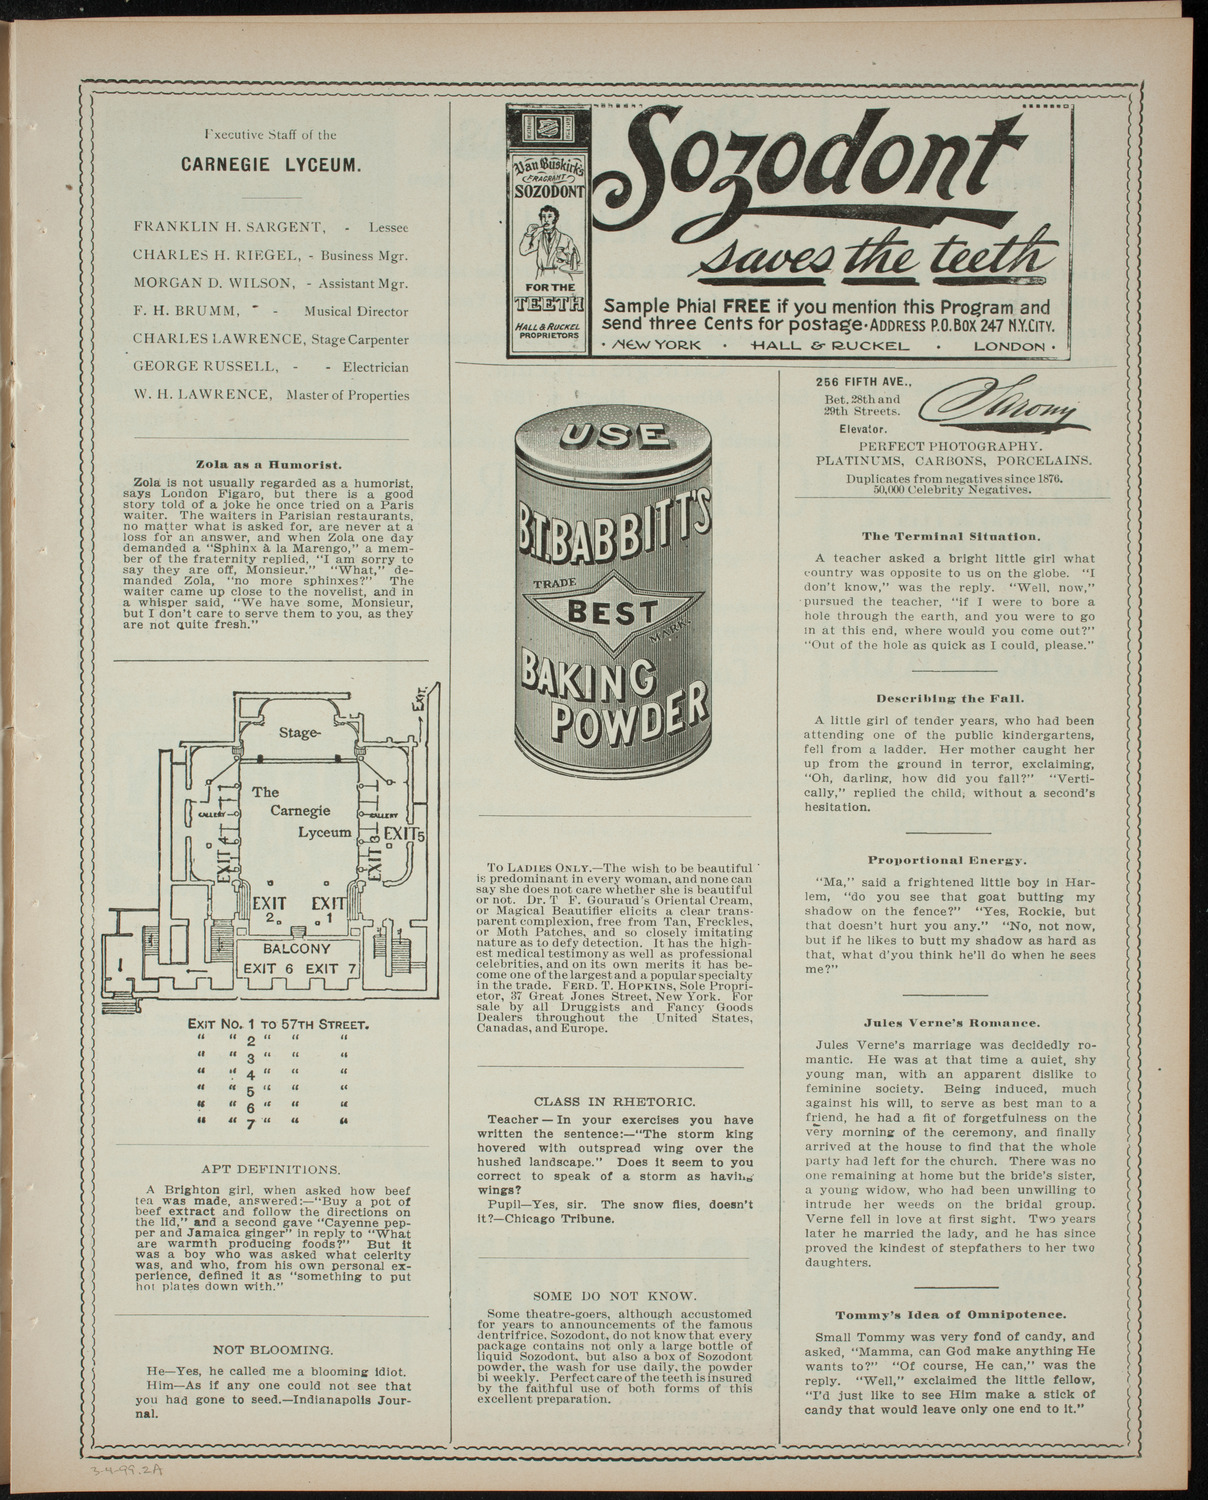 Executive Staff of the
CARNEGIE LYCEUM.
FRANKLIN H. SARGENT, - Lessee
CHARLES H. RIEGEL, - Business Mgr.
MORGAN D. WILSON, - Assistant Mgr.
F. H. BRUMM, - - Musical Director
CHARLES LAWRENCE, Stage Carpenter
GEORGE RUSSELL, - - Electrician
W. H. LAWRENCE, Master of Properties
Zola as a Humorist.
Zola is not usually regarded as a humorist,
says London Figaro, but there is a good
story told of a joke he once tried on a Paris
waiter. The waiters in Parisian restaurants,
no matter what is asked for, are never at a
loss for an answer, and when Zola one day
demanded a "Sphinx à la Marengo," a mem-
ber of the fraternity replied, "I am sorry to
say they are off, Monsieur." "What," de-
manded Zola, "no more sphinxes?" The
waiter came up close to the novelist, and in
a whisper said, "We have some, Monsieur,
but I don't care to serve them to you, as they
are not quite fresh."
EXIT.
Stage-
The
Carnegie
Lyceum
GALLERY
GALLERY
EXIT 4
EXIT 3
EXIT 5
EXIT 2
EXIT 1
BALCONY
EXIT 6 EXIT 7
EXIT NO. 1 TO 57TH STREET.
" " 2 " " "
" " 3 " " "
" " 4 " " "
" " 5 " " "
" " 6 " " "
" " 7 " " "
APT DEFINITIONS.
A Brighton girl, when asked how beef
tea was made, answered:—"Buy a pot of
beef extract and follow the directions on
the lid," and a second gave "Cayenne pep-
per and Jamaica ginger" in reply to "What
are warmth producing foods?" But it
was a boy who was asked what celerity
was, and who, from his own personal ex-
perience, defined it as "something to put
hot plates down with."
NOT BLOOMING.
He—Yes, he called me a blooming idiot.
Him—As if any one could not see that
you had gone to seed.—Indianapolis Jour-
nal.
Van Buskirk's
FRAGRANT
SOZODONT
FOR THE
TEETH
HALL & RUCKEL
PROPRIETORS
Sozodont
saves the teeth
Sample Phial FREE if you mention this Program and
send three Cents for postage · ADDRESS P.O. BOX 247 N.Y. CITY.
· NEW YORK · HALL & RUCKEL · LONDON ·
USE
B.T. BABBITT'S
TRADE
BEST
MARK.
BAKING
POWDER
TO LADIES ONLY.—The wish to be beautiful
is predominant in every woman, and none can
say she does not care whether she is beautiful
or not. Dr. T F. Gouraud's Oriental Cream,
or Magical Beautifier elicits a clear trans-
parent complexion, free from Tan, Freckles,
or Moth Patches, and so closely imitating
nature as to defy detection. It has the high-
est medical testimony as well as professional
celebrities, and on its own merits it has be-
come one of the largest and a popular specialty
in the trade. FERD. T. HOPKINS, Sole Propri-
etor, 37 Great Jones Street, New York. For
sale by all Druggists and Fancy Goods
Dealers throughout the United States,
Canadas, and Europe.
CLASS IN RHETORIC.
Teacher—In your exercises you have
written the sentence:—"The storm king
hovered with outspread wing over the
hushed landscape." Does it seem to you
correct to speak of a storm as having
wings?
Pupil—Yes, sir. The snow flies, doesn't
it?—Chicago Tribune.
SOME DO NOT KNOW.
Some theatre-goers, although accustomed
for years to announcements of the famous
dentrifrice, Sozodont, do not know that every
package contains not only a large bottle of
liquid Sozodont, but also a box of Sozodont
powder, the wash for use daily, the powder
bi weekly. Perfect care of the teeth is insured
by the faithful use of both forms of this
excellent preparation.
256 FIFTH AVE.,
Bet. 28th and
29th Streets.
Elevator.
Sarony
PERFECT PHOTOGRAPHY.
PLATINUMS, CARBONS, PORCELAINS.
Duplicates from negatives since 1876.
50,000 Celebrity Negatives.
The Terminal Situation.
A teacher asked a bright little girl what
country was opposite to us on the globe. "I
don't know," was the reply. "Well, now,"
pursued the teacher, "if I were to bore a
hole through the earth, and you were to go
in at this end, where would you come out?"
"Out of the hole as quick as I could, please."
Describing the Fall.
A little girl of tender years, who had been
attending one of the public kindergartens,
fell from a ladder. Her mother caught her
up from the ground in terror, exclaiming,
"Oh, darling, how did you fall?" "Verti-
cally," replied the child, without a second's
hesitation.
Proportional Energy.
"Ma," said a frightened little boy in Har-
lem, "do you see that goat butting my
shadow on the fence?" "Yes, Rockie, but
that doesn't hurt you any." "No, not now,
but if he likes to butt my shadow as hard as
that, what d'you think he'll do when he sees
me?"
Jules Verne's Romance.
Jules Verne's marriage was decidedly ro-
mantic. He was at that time a quiet, shy
young man, with an apparent dislike to
feminine society. Being induced, much
against his will, to serve as best man to a
friend, he had a fit of forgetfulness on the
very morning of the ceremony, and finally
arrived at the house to find that the whole
party had left for the church. There was no
one remaining at home but the bride's sister,
a young widow, who had been unwilling to
intrude her weeds on the bridal group.
Verne fell in love at first sight. Two years
later he married the lady, and he has since
proved the kindest of stepfathers to her two
daughters.
Tommy's Idea of Omnipotence.
Small Tommy was very fond of candy, and
asked, "Mamma, can God make anything He
wants to?" "Of course, He can," was the
reply. "Well," exclaimed the little fellow,
"I'd just like to see Him make a stick of
candy that would leave only one end to it."
3-4-99.2A